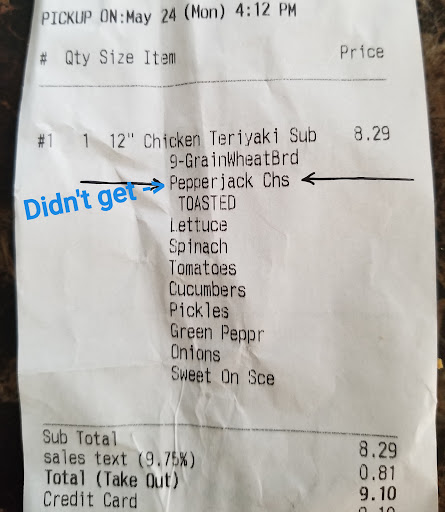 PICKUP ON:May 24 (Mon) 4:12 PM
# Qty Size Item Price
#1 1 12" Chicken Teriyaki Sub 8.29
9-GrainWheatBrd
Didn't get → Pepperjack Chs
TOASTED
Lettuce
Spinach
Tomatoes
Cucumbers
Pickles
Green Peppr
Onions
Sweet On Sce
Sub Total 8.29
sales text (9.75%) 0.81
Total (Take Out) 9.10
Credit Card